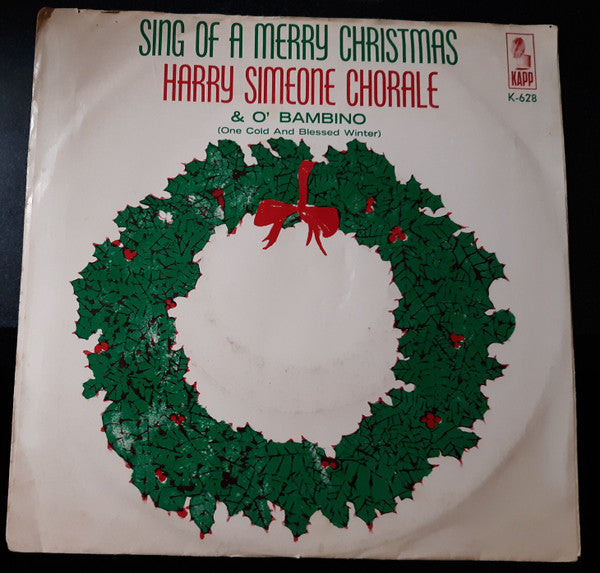 SING OF A MERRY CHRISTMAS
HARRY SIMEONE CHORALE
& O' BAMBINO
(One Cold And Blessed Winter)
KAPP
K-628